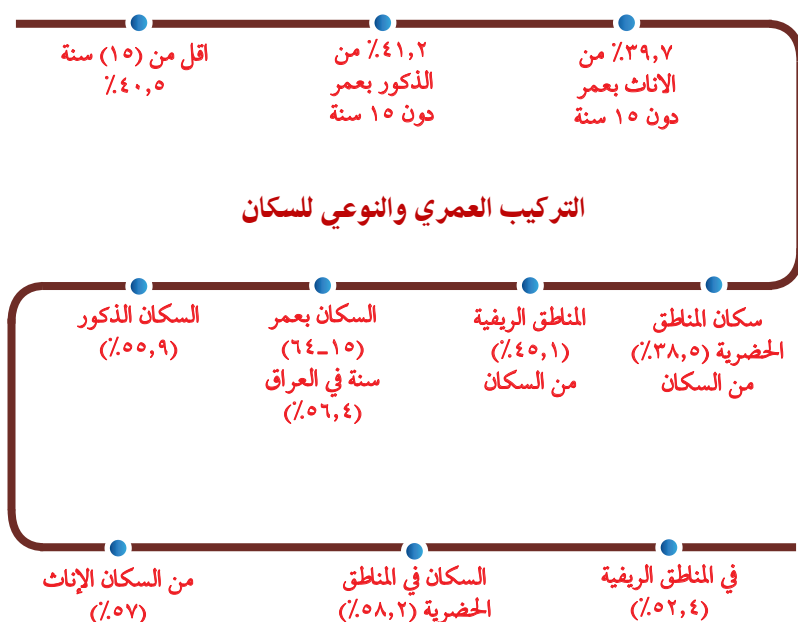 اقل من (١٥) سنة
٤٠,٥٪
٤١,٢٪ من
الذكور بعمر
دون ١٥ سنة
٣٩,٧٪ من
الاناث بعمر
دون ١٥ سنة
التركيب العمري والنوعي للسكان
سكان المناطق
الحضرية (٣٨,٥٪)
من السكان
المناطق الريفية
(٤٥,١٪)
من السكان
السكان بعمر
(١٥-٦٤)
سنة في العراق
(٥٦,٤٪)
السكان الذكور
(٥٥,٩٪)
من السكان الإناث
(٥٧٪)
السكان في المناطق
الحضرية (٥٨,٢٪)
في المناطق الريفية
(٥٢,٤٪)